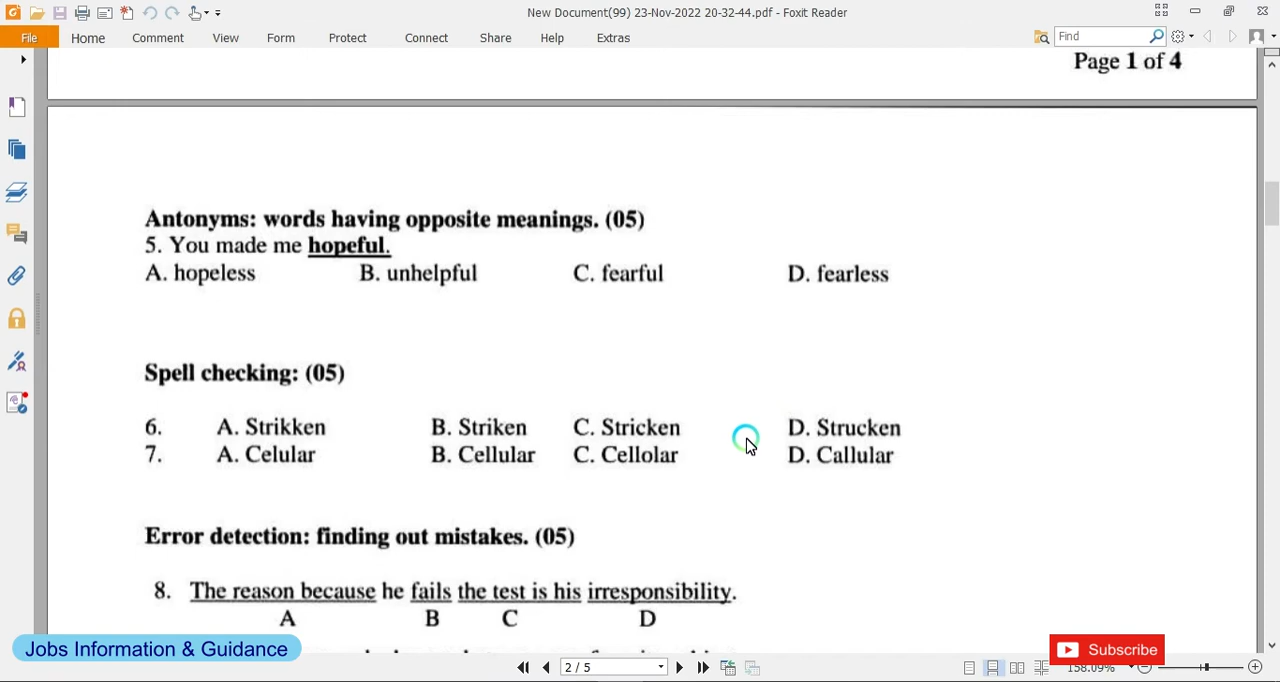 New Document(99) 23-Nov-2022 20-32-44.pdf - Foxit Reader
File Home Comment View Form Protect Connect Share Help Extras Find
Page 1 of 4
Antonyms: words having opposite meanings. (05)
5. You made me hopeful.
A. hopeless B. unhelpful C. fearful D. fearless
Spell checking: (05)
6. A. Strikken B. Striken C. Stricken D. Strucken
7. A. Celular B. Cellular C. Cellolar D. Callular
Error detection: finding out mistakes. (05)
8. The reason because he fails the test is his irresponsibility.
A B C D
Jobs Information & Guidance
Subscribe
2 / 5
158.09%